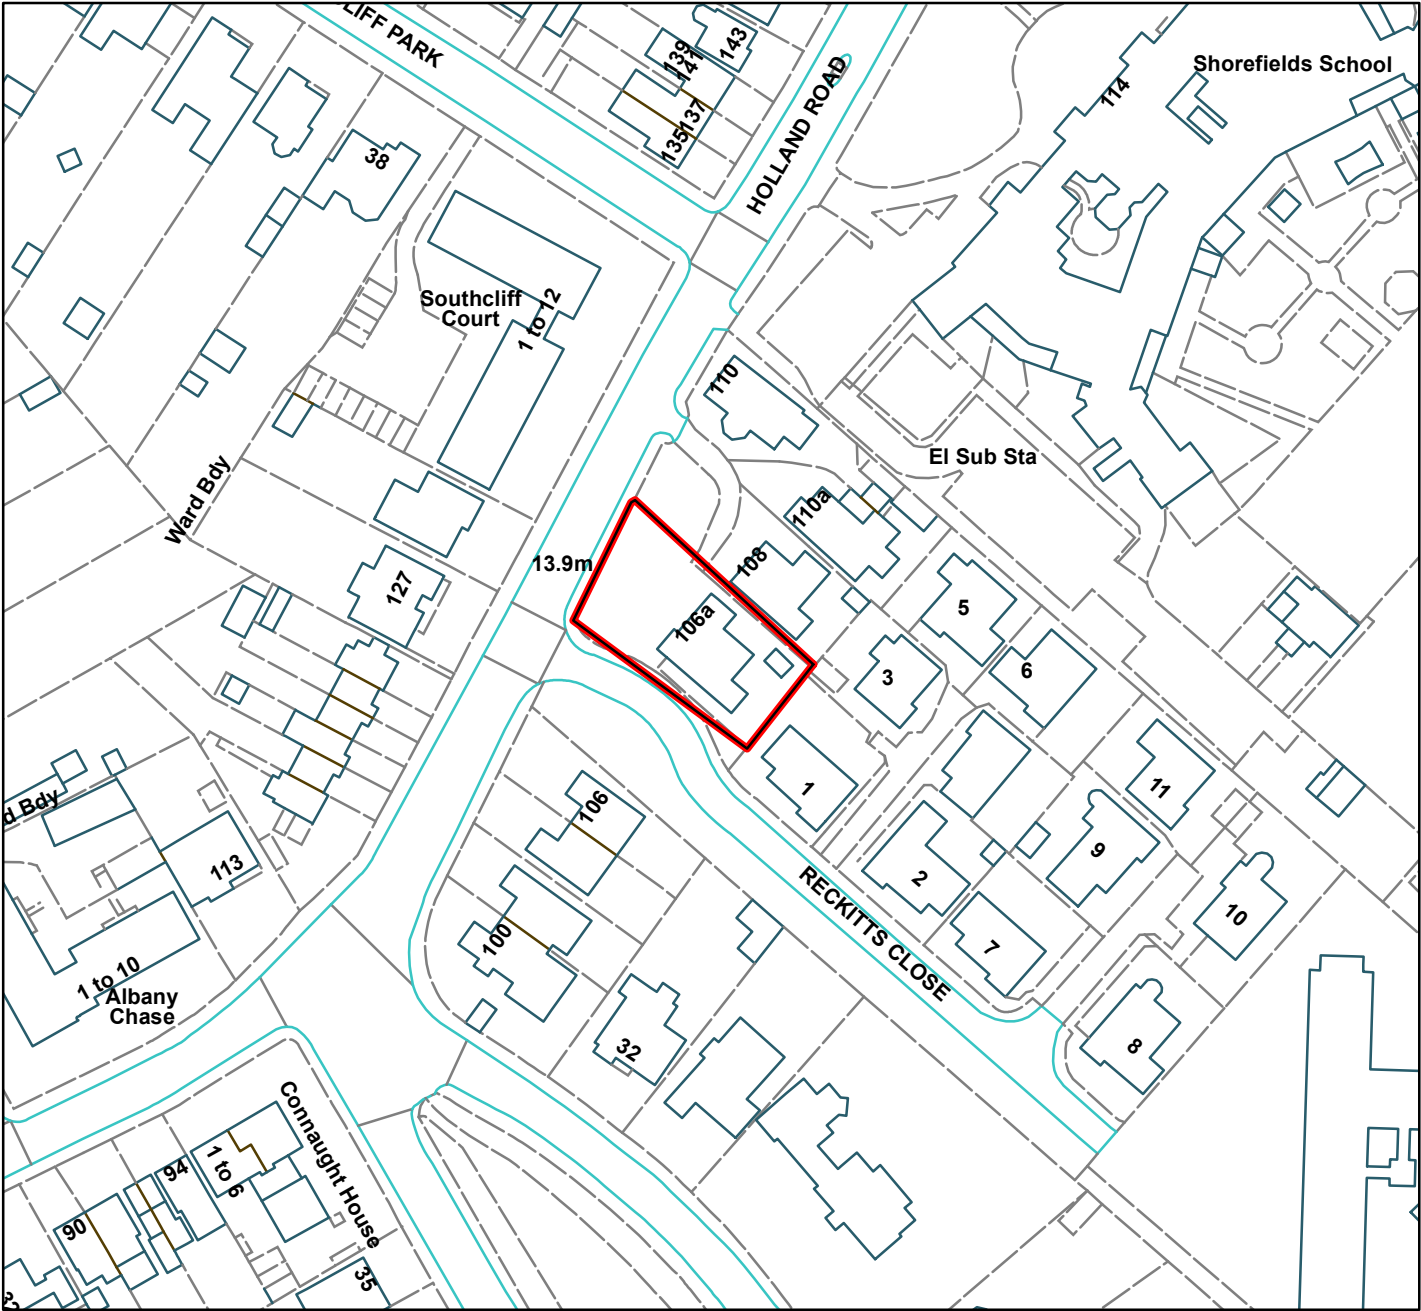 LIFF PARK
139
141
143
135
137
HOLLAND ROAD
114
Shorefields School
38
Southcliff
Court
1 to 12
110
El Sub Sta
Ward Bdy
110a
13.9m
108
127
106a
5
3
6
1
11
106
9
2
d Bdy
113
RECKITTS CLOSE
10
100
7
1 to 10
Albany
Chase
32
8
Connaught House
94
1 to 6
90
35